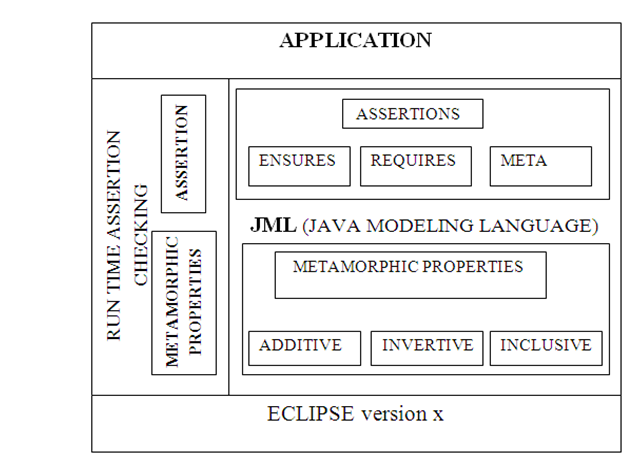 APPLICATION
RUN TIME ASSERTION
CHECKING
ASSERTION
METAMORPHIC
PROPERTIES
ASSERTIONS
ENSURES
REQUIRES
META
JML (JAVA MODELING LANGUAGE)
METAMORPHIC PROPERTIES
ADDITIVE
INVERTIVE
INCLUSIVE
ECLIPSE version x